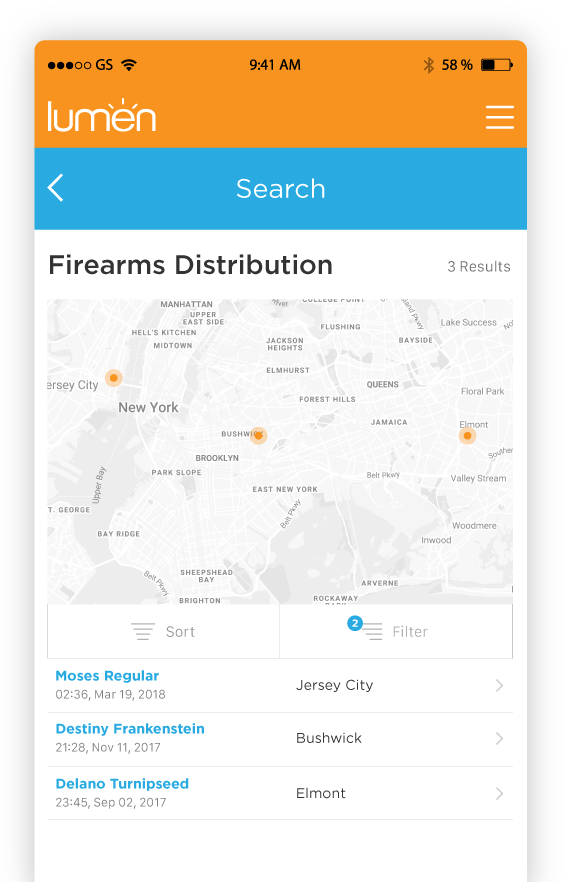 GS 9:41 AM 58 %
lumen
Search
Firearms Distribution 3 Results
MANHATTAN
UPPER
EAST SIDE
HELL'S KITCHEN
MIDTOWN
COLLEGE POINT
FLUSHING
Lake Success
BAYSIDE
JACKSON
HEIGHTS
ELMHURST
QUEENS
ersey City
Floral Park
FOREST HILLS
New York
JAMAICA
Elmont
BUSHWICK
BROOKLYN
PARK SLOPE
Belt Pkwy
Valley Stream
Upper Bay
EAST NEW YORK
T. GEORGE
Belt Pkwy
Woodmere
BAY RIDGE
Inwood
SHEEPSHEAD
BAY
Belt Pkwy
ARVERNE
BRIGHTON
ROCKAWAY
Sort 2 Filter
Moses Regular
02:36, Mar 19, 2018
Jersey City
Destiny Frankenstein
21:28, Nov 11, 2017
Bushwick
Delano Turnipseed
23:45, Sep 02, 2017
Elmont